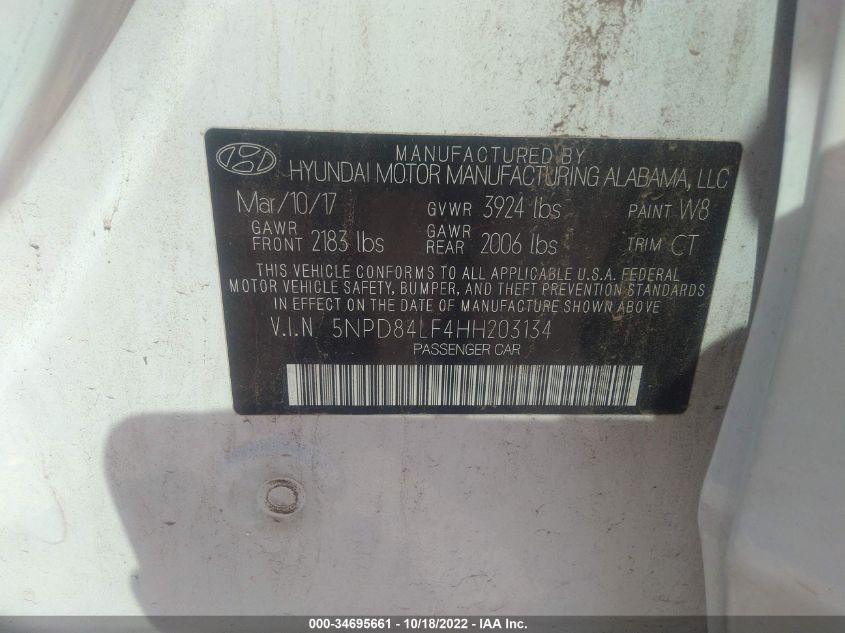 MANUFACTURED BY
HYUNDAI MOTOR MANUFACTURING ALABAMA, LLC
Mar/10/17 GVWR 3924 lbs PAINT W8
GAWR FRONT 2183 lbs GAWR REAR 2006 lbs TRIM CT
THIS VEHICLE CONFORMS TO ALL APPLICABLE U.S.A. FEDERAL
MOTOR VEHICLE SAFETY, BUMPER, AND THEFT PREVENTION STANDARDS
IN EFFECT ON THE DATE OF MANUFACTURE SHOWN ABOVE
V.I.N 5NPD84LF4HH203134
PASSENGER CAR
000-34695661 - 10/18/2022 - IAA Inc.